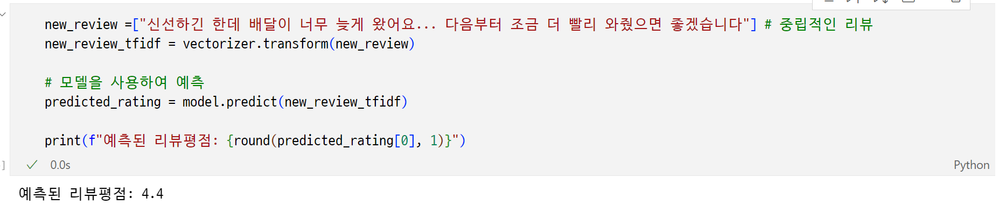 new_review =["신선하긴 한데 배달이 너무 늦게 왔어요... 다음부터 조금 더 빨리 와줬으면 좋겠습니다"] # 중립적인 리뷰
new_review_tfidf = vectorizer.transform(new_review)
# 모델을 사용하여 예측
predicted_rating = model.predict(new_review_tfidf)
print(f"예측된 리뷰평점: {round(predicted_rating[0], 1)}")
] ✓ 0.0s Python
예측된 리뷰평점: 4.4